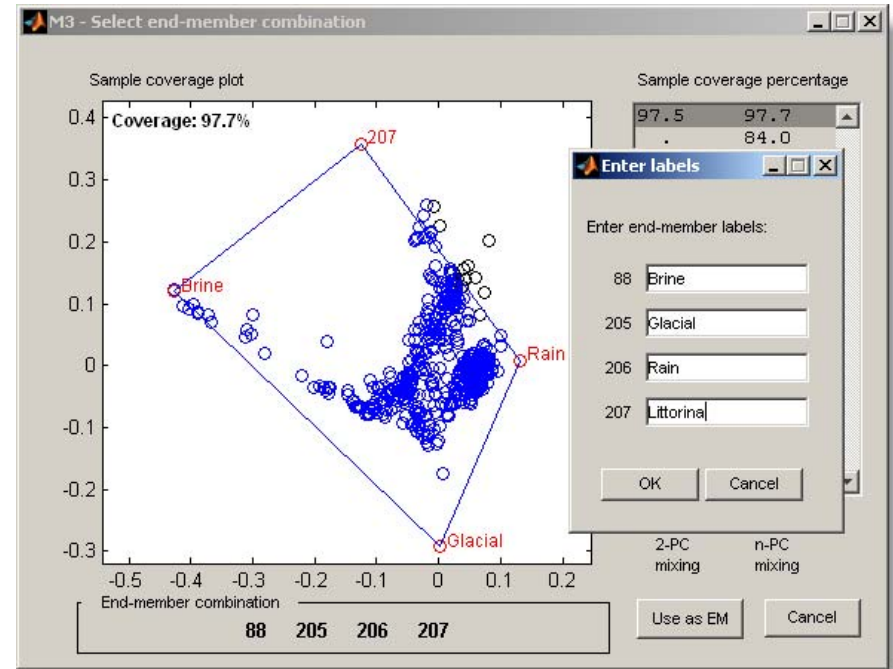 M3 - Select end-member combination
Sample coverage plot
Sample coverage percentage
Coverage: 97.7%
97.5 97.7
. 84.0
0.4
0.3
0.2
0.1
0
-0.1
-0.2
-0.3
-0.5 -0.4 -0.3 -0.2 -0.1 0 0.1 0.2
207
Brine
Rain
Glacial
Enter labels
Enter end-member labels:
88 Brine
205 Glacial
206 Rain
207 Littorina
OK Cancel
2-PC mixing
n-PC mixing
End-member combination
88 205 206 207
Use as EM Cancel